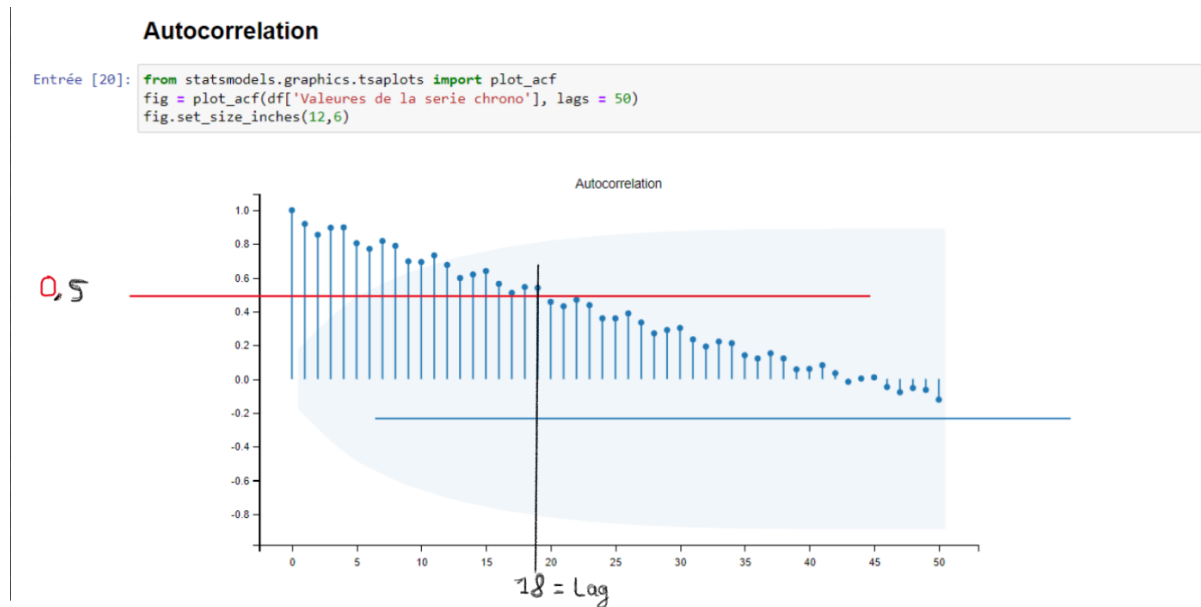 Autocorrelation
Entrée [20]: from statsmodels.graphics.tsaplots import plot_acf
fig = plot_acf(df['Valeures de la serie chrono'], lags = 50)
fig.set_size_inches(12,6)
Autocorrelation
1.0
0.8
0.6
0,5
0.4
0.2
0.0
-0.2
-0.4
-0.6
-0.8
0 5 10 15 20 25 30 35 40 45 50
18 = Lag